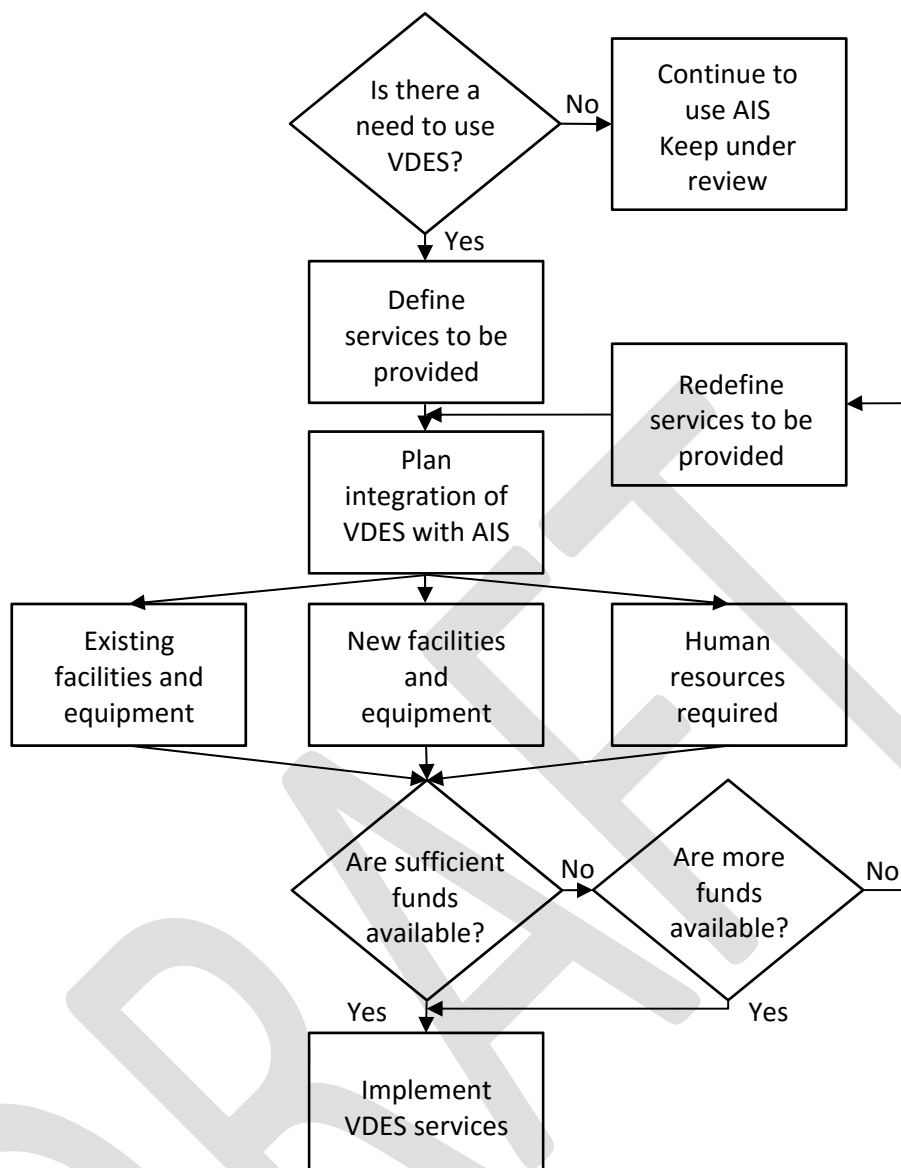 Is there a
need to use
VDES?
No
Continue to
use AIS
Keep under
review
Yes
Define
services to be
provided
Redefine
services to be
provided
Plan
integration of
VDES with AIS
Existing
facilities and
equipment
New facilities
and
equipment
Human
resources
required
Are sufficient
funds
available?
No
Are more
funds
available?
No
Yes
Yes
Implement
VDES services
DRAFT